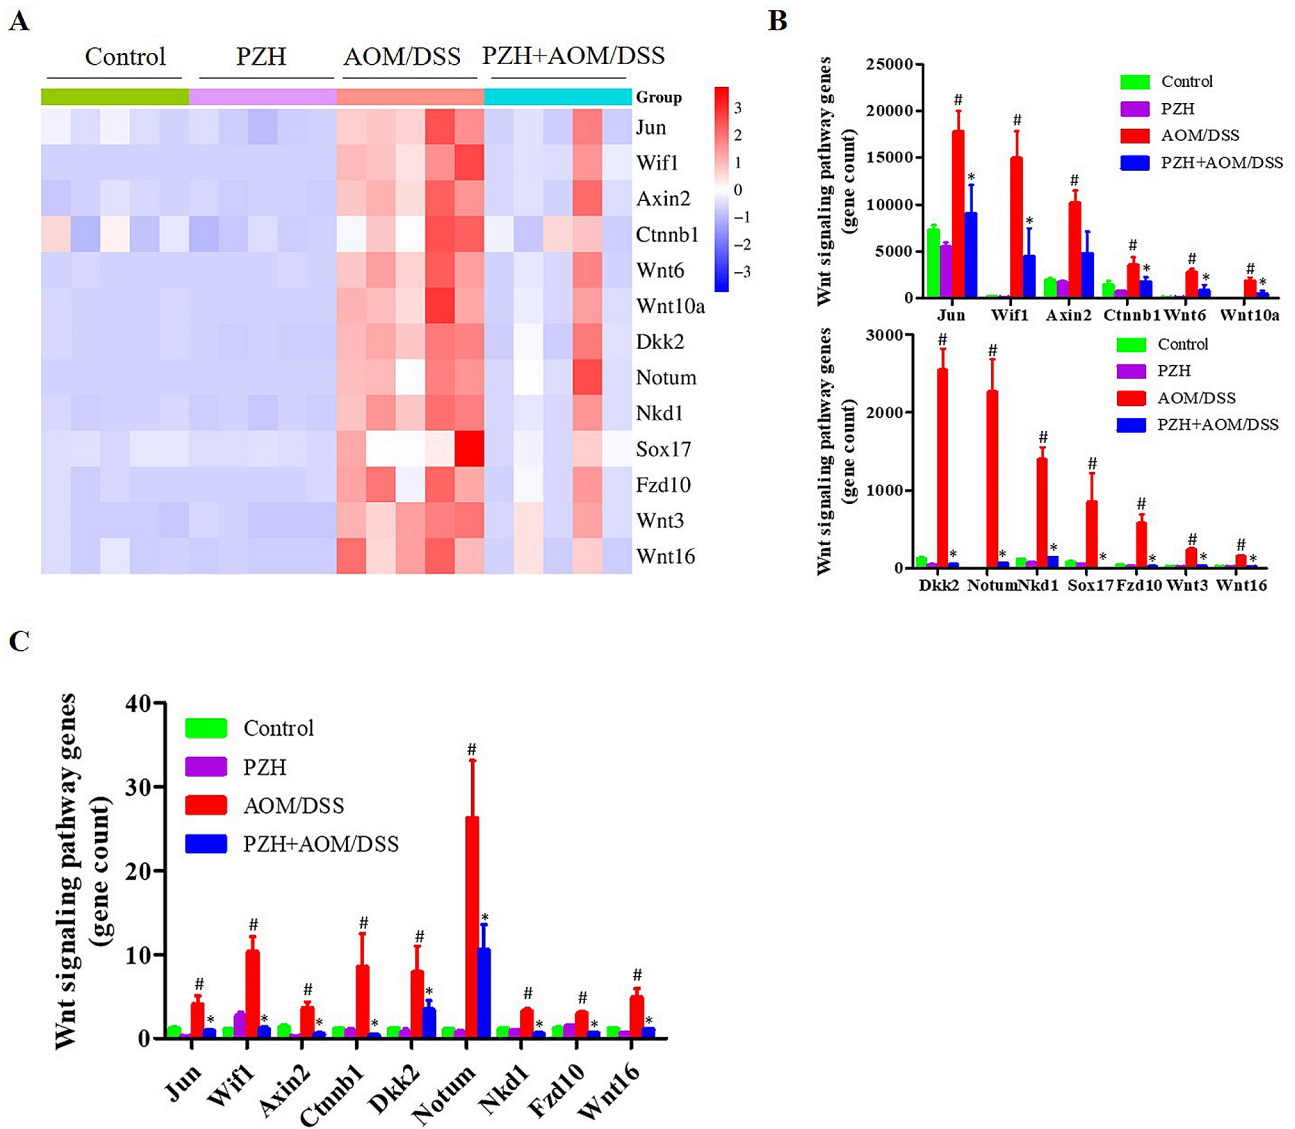 A
Control PZH AOM/DSS PZH+AOM/DSS
Group
Jun
Wif1
Axin2
Ctnnb1
Wnt6
Wnt10a
Dkk2
Notum
Nkd1
Sox17
Fzd10
Wnt3
Wnt16
3
2
1
0
−1
−2
−3
B
Wnt signaling pathway genes
(gene count)
25000
20000
15000
10000
5000
0
Control
PZH
AOM/DSS
PZH+AOM/DSS
# # # # # #
* * * * *
Jun Wif1 Axin2 Ctnnb1 Wnt6 Wnt10a
Wnt signaling pathway genes
(gene count)
3000
2000
1000
0
Control
PZH
AOM/DSS
PZH+AOM/DSS
# # # # # # #
* * * * * * *
Dkk2 Notum Nkd1 Sox17 Fzd10 Wnt3 Wnt16
C
Wnt signaling pathway genes
(gene count)
40
30
20
10
0
Control
PZH
AOM/DSS
PZH+AOM/DSS
# # # # # # # # #
* * * * * * * * *
Jun Wif1 Axin2 Ctnnb1 Dkk2 Notum Nkd1 Fzd10 Wnt16